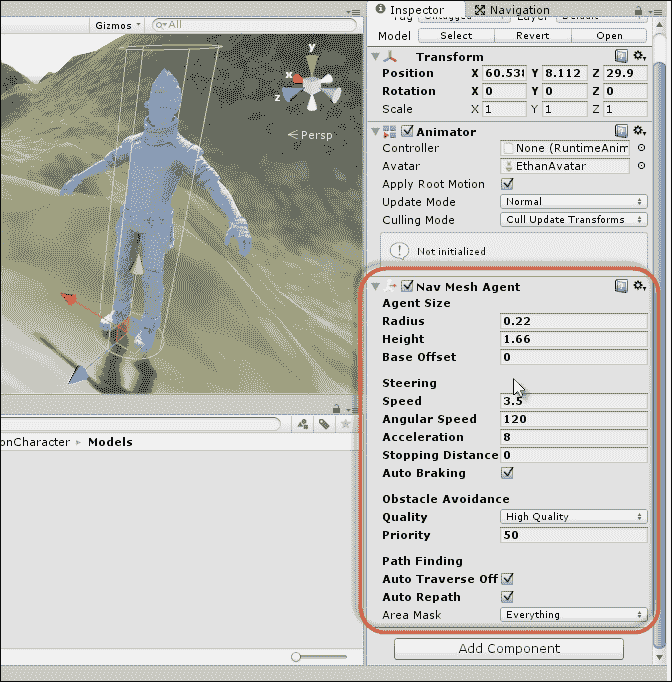 Gizmos
All
y
x
z
Persp
onCharacter
Models
Inspector
Navigation
Tag Untagged Layer Default
Model Select Revert Open
Transform
Position X 60.538 Y 8.112 Z 29.9
Rotation X 0 Y 0 Z 0
Scale X 1 Y 1 Z 1
Animator
Controller None (RuntimeAnim
Avatar EthanAvatar
Apply Root Motion
Update Mode Normal
Culling Mode Cull Update Transforms
Not initialized
Nav Mesh Agent
Agent Size
Radius 0.22
Height 1.66
Base Offset 0
Steering
Speed 3.5
Angular Speed 120
Acceleration 8
Stopping Distance 0
Auto Braking
Obstacle Avoidance
Quality High Quality
Priority 50
Path Finding
Auto Traverse Off
Auto Repath
Area Mask Everything
Add Component